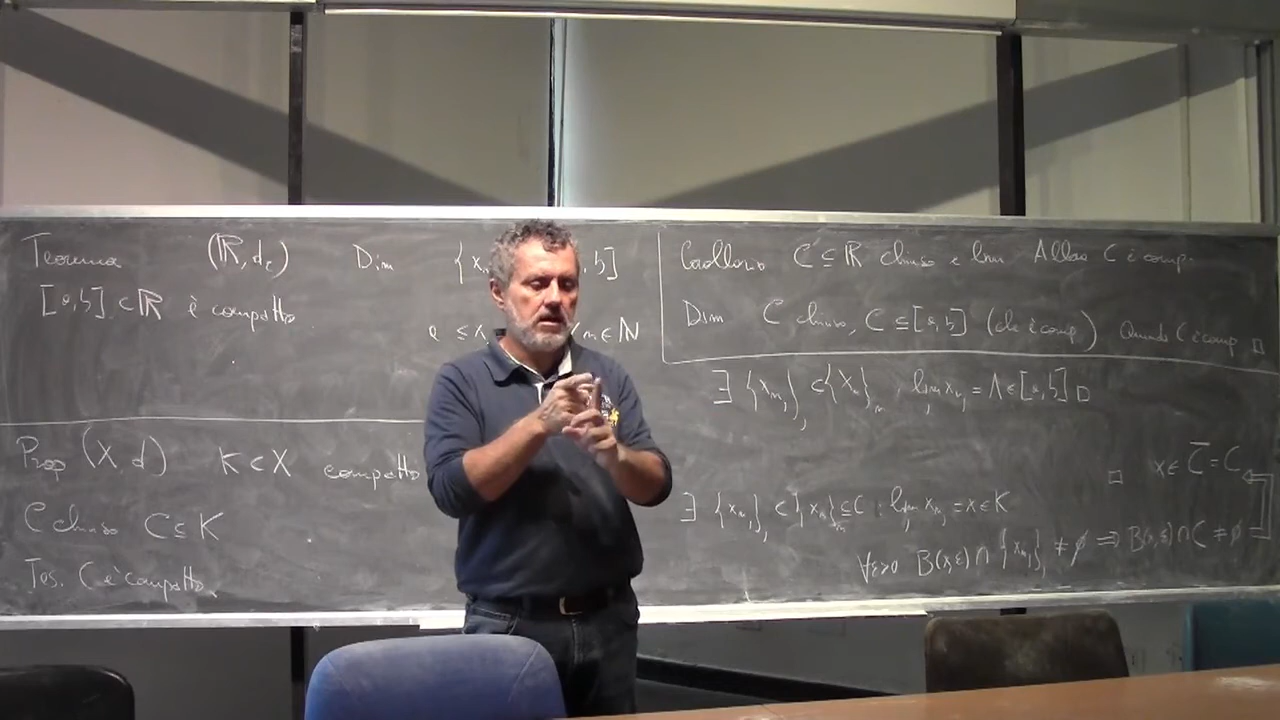 Teorema (ℝ, d_e) Dim {x_n [a,b] ⊂ ℝ è compatto a ≤ x ∈ ℕ
Corollario C ⊆ ℝ chiuso e lim. Allora C è comp
Dim C chiuso, C ⊆ [a,b] (che è comp) Quindi C è comp □
∃ {x_{n_j}}_j ⊂ {x_n}_n, lim_j x_{n_j} = λ ∈ [a,b] □
Prop (X d) K ⊂ X compatto
C chiuso C ⊆ K
Tes. C è compatto.
∃ {x_{n_j}}_j ⊂ {x_n}_n ⊆ C : lim_j x_{n_j} = x ∈ K
∀ε>0 B(x,ε) ∩ {x_{n_j}}_j ≠ ∅ ⇒ B(x,ε) ∩ C ≠ ∅
□ x ∈ C̅ = C